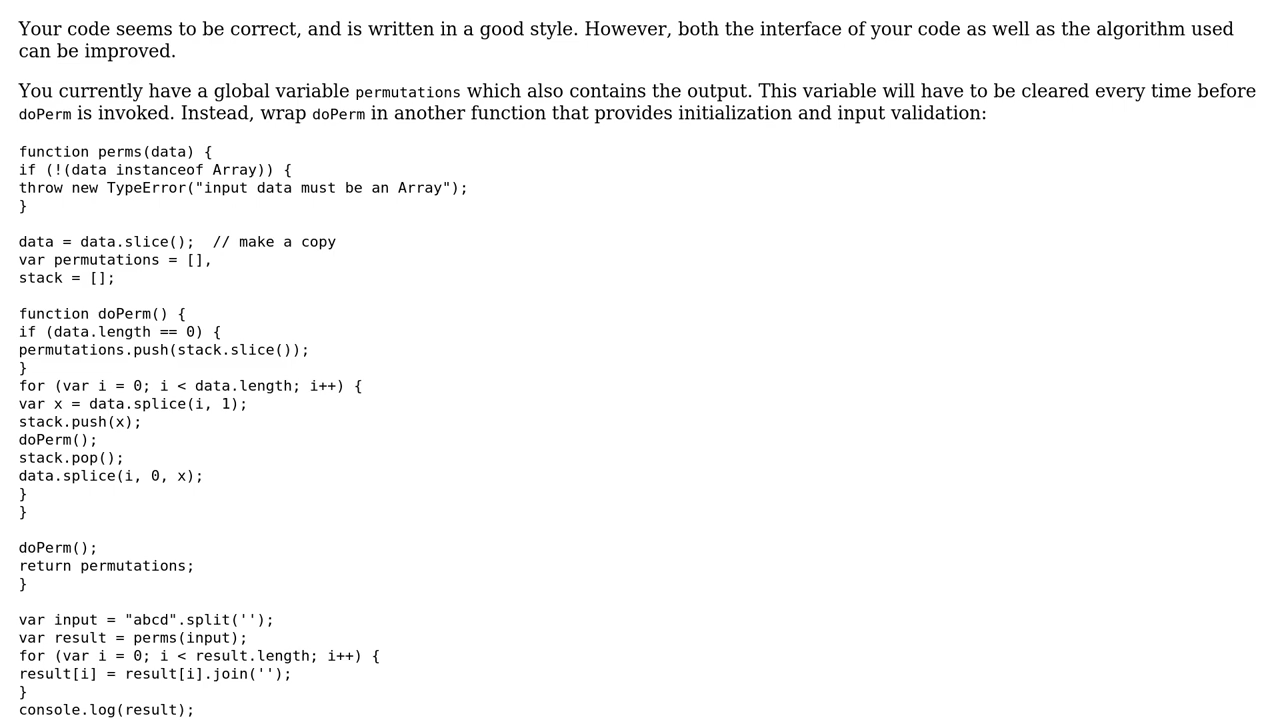 Your code seems to be correct, and is written in a good style. However, both the interface of your code as well as the algorithm used
can be improved.
You currently have a global variable permutations which also contains the output. This variable will have to be cleared every time before
doPerm is invoked. Instead, wrap doPerm in another function that provides initialization and input validation:
function perms(data) {
if (!(data instanceof Array)) {
throw new TypeError("input data must be an Array");
}
data = data.slice();  // make a copy
var permutations = [],
stack = [];
function doPerm() {
if (data.length == 0) {
permutations.push(stack.slice());
}
for (var i = 0; i < data.length; i++) {
var x = data.splice(i, 1);
stack.push(x);
doPerm();
stack.pop();
data.splice(i, 0, x);
}
}
doPerm();
return permutations;
}
var input = "abcd".split('');
var result = perms(input);
for (var i = 0; i < result.length; i++) {
result[i] = result[i].join('');
}
console.log(result);